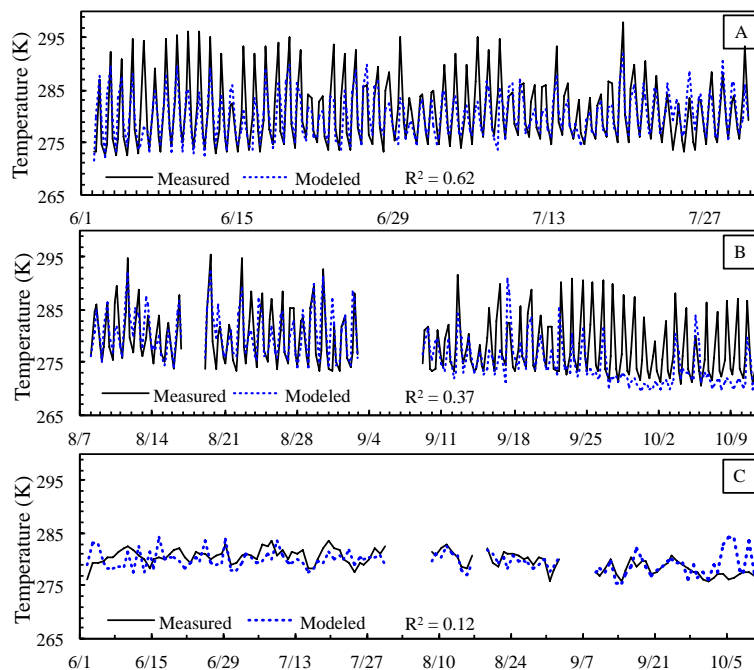 A
Temperature (K)
295
285
275
265
Measured
Modeled
R² = 0.62
6/1
6/15
6/29
7/13
7/27
B
Temperature (K)
295
285
275
265
Measured
Modeled
R² = 0.37
8/7
8/14
8/21
8/28
9/4
9/11
9/18
9/25
10/2
10/9
C
Temperature (K)
295
285
275
265
Measured
Modeled
R² = 0.12
6/1
6/15
6/29
7/13
7/27
8/10
8/24
9/7
9/21
10/5